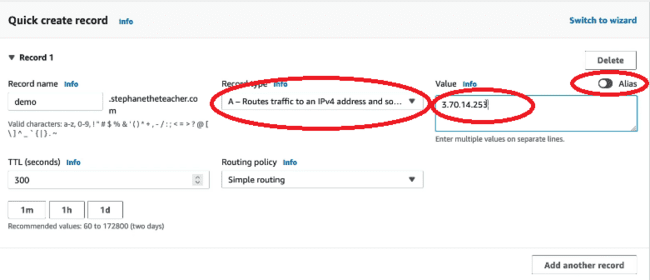 Quick create record Info Switch to wizard
▼ Record 1 Delete
Record name Info Record type Info Value Info Alias
demo .stephanetheteacher.co
m A – Routes traffic to an IPv4 address and so... 3.70.14.253
Valid characters: a-z, 0-9, ! " # $ % & ' ( ) * + , - / : ; < = > ? @ [
\ ] ^ _ ` { | } . ~ Enter multiple values on separate lines.
TTL (seconds) Info Routing policy Info
300 Simple routing
1m 1h 1d
Recommended values: 60 to 172800 (two days)
Add another record